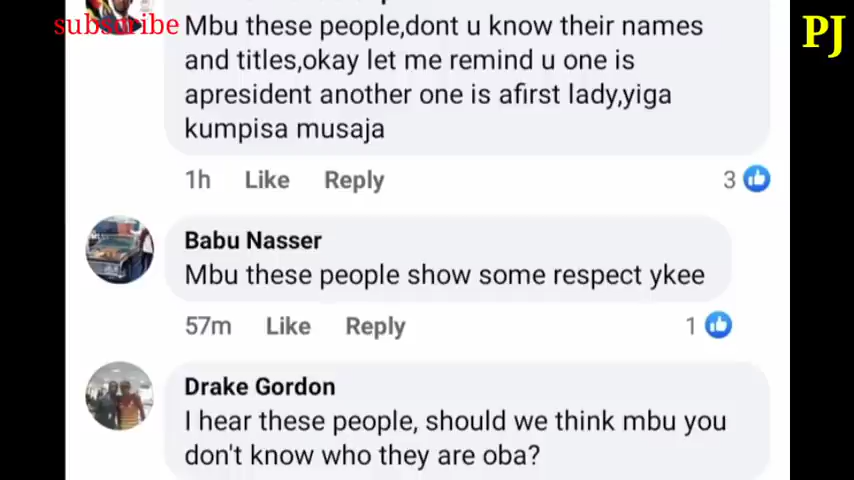 subscribe
PJ
Mbu these people,dont u know their names
and titles,okay let me remind u one is
apresident another one is afirst lady,yiga
kumpisa musaja
1h Like Reply 3
Babu Nasser
Mbu these people show some respect ykee
57m Like Reply 1
Drake Gordon
I hear these people, should we think mbu you
don't know who they are oba?